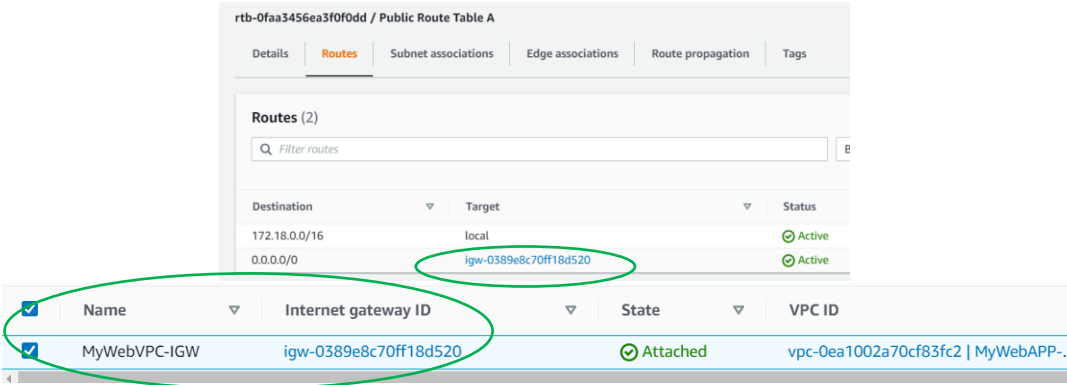 rtb-0faa3456ea3f0f0dd / Public Route Table A
Details Routes Subnet associations Edge associations Route propagation Tags
Routes (2)
Filter routes B
Destination Target Status
172.18.0.0/16 local Active
0.0.0.0/0 igw-0389e8c70ff18d520 Active
Name Internet gateway ID State VPC ID
MyWebVPC-IGW igw-0389e8c70ff18d520 Attached vpc-0ea1002a70cf83fc2 | MyWebAPP-..